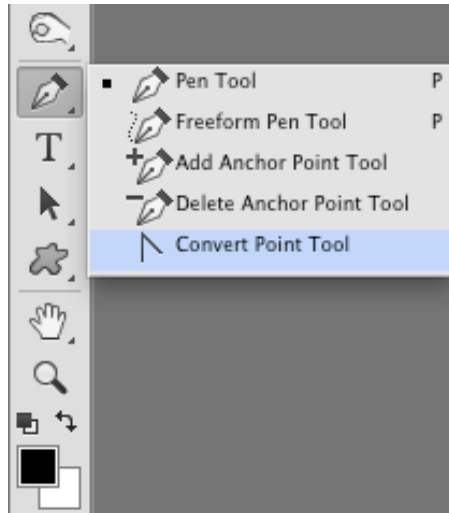 Pen Tool P
Freeform Pen Tool P
Add Anchor Point Tool
Delete Anchor Point Tool
Convert Point Tool
T